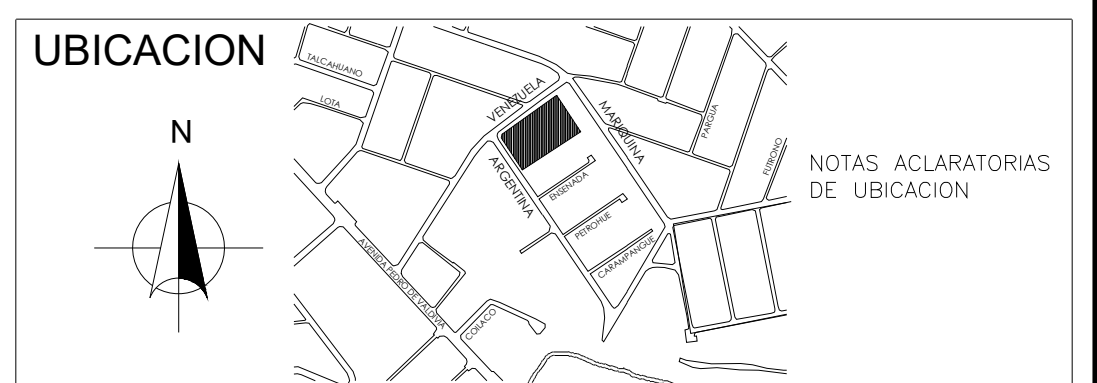 UBICACION
N
TALCAHUANO
LOTA
VENEZUELA
MARIQUINA
PARGUA
FUTRONO
ARGENTINA
ENSENADA
PETROHUE
CARAMPANGUE
AVENIDA PEDRO DE VALDIVIA
COILACO
NOTAS ACLARATORIAS
DE UBICACION